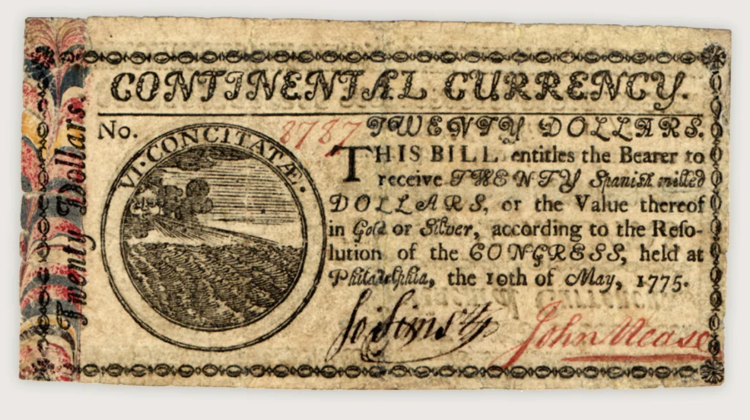 CONTINENTAL CURRENCY.
Twenty Dollars.
No. 8787
TWENTY DOLLARS.
VI·CONCITATÆ·
THIS BILL entitles the Bearer to
receive TWENTY Spanish milled
DOLLARS, or the Value thereof
in Gold or Silver, according to the Reso-
lution of the CONGRESS, held at
Philadelphia, the 10th of May, 1775.
John Nease